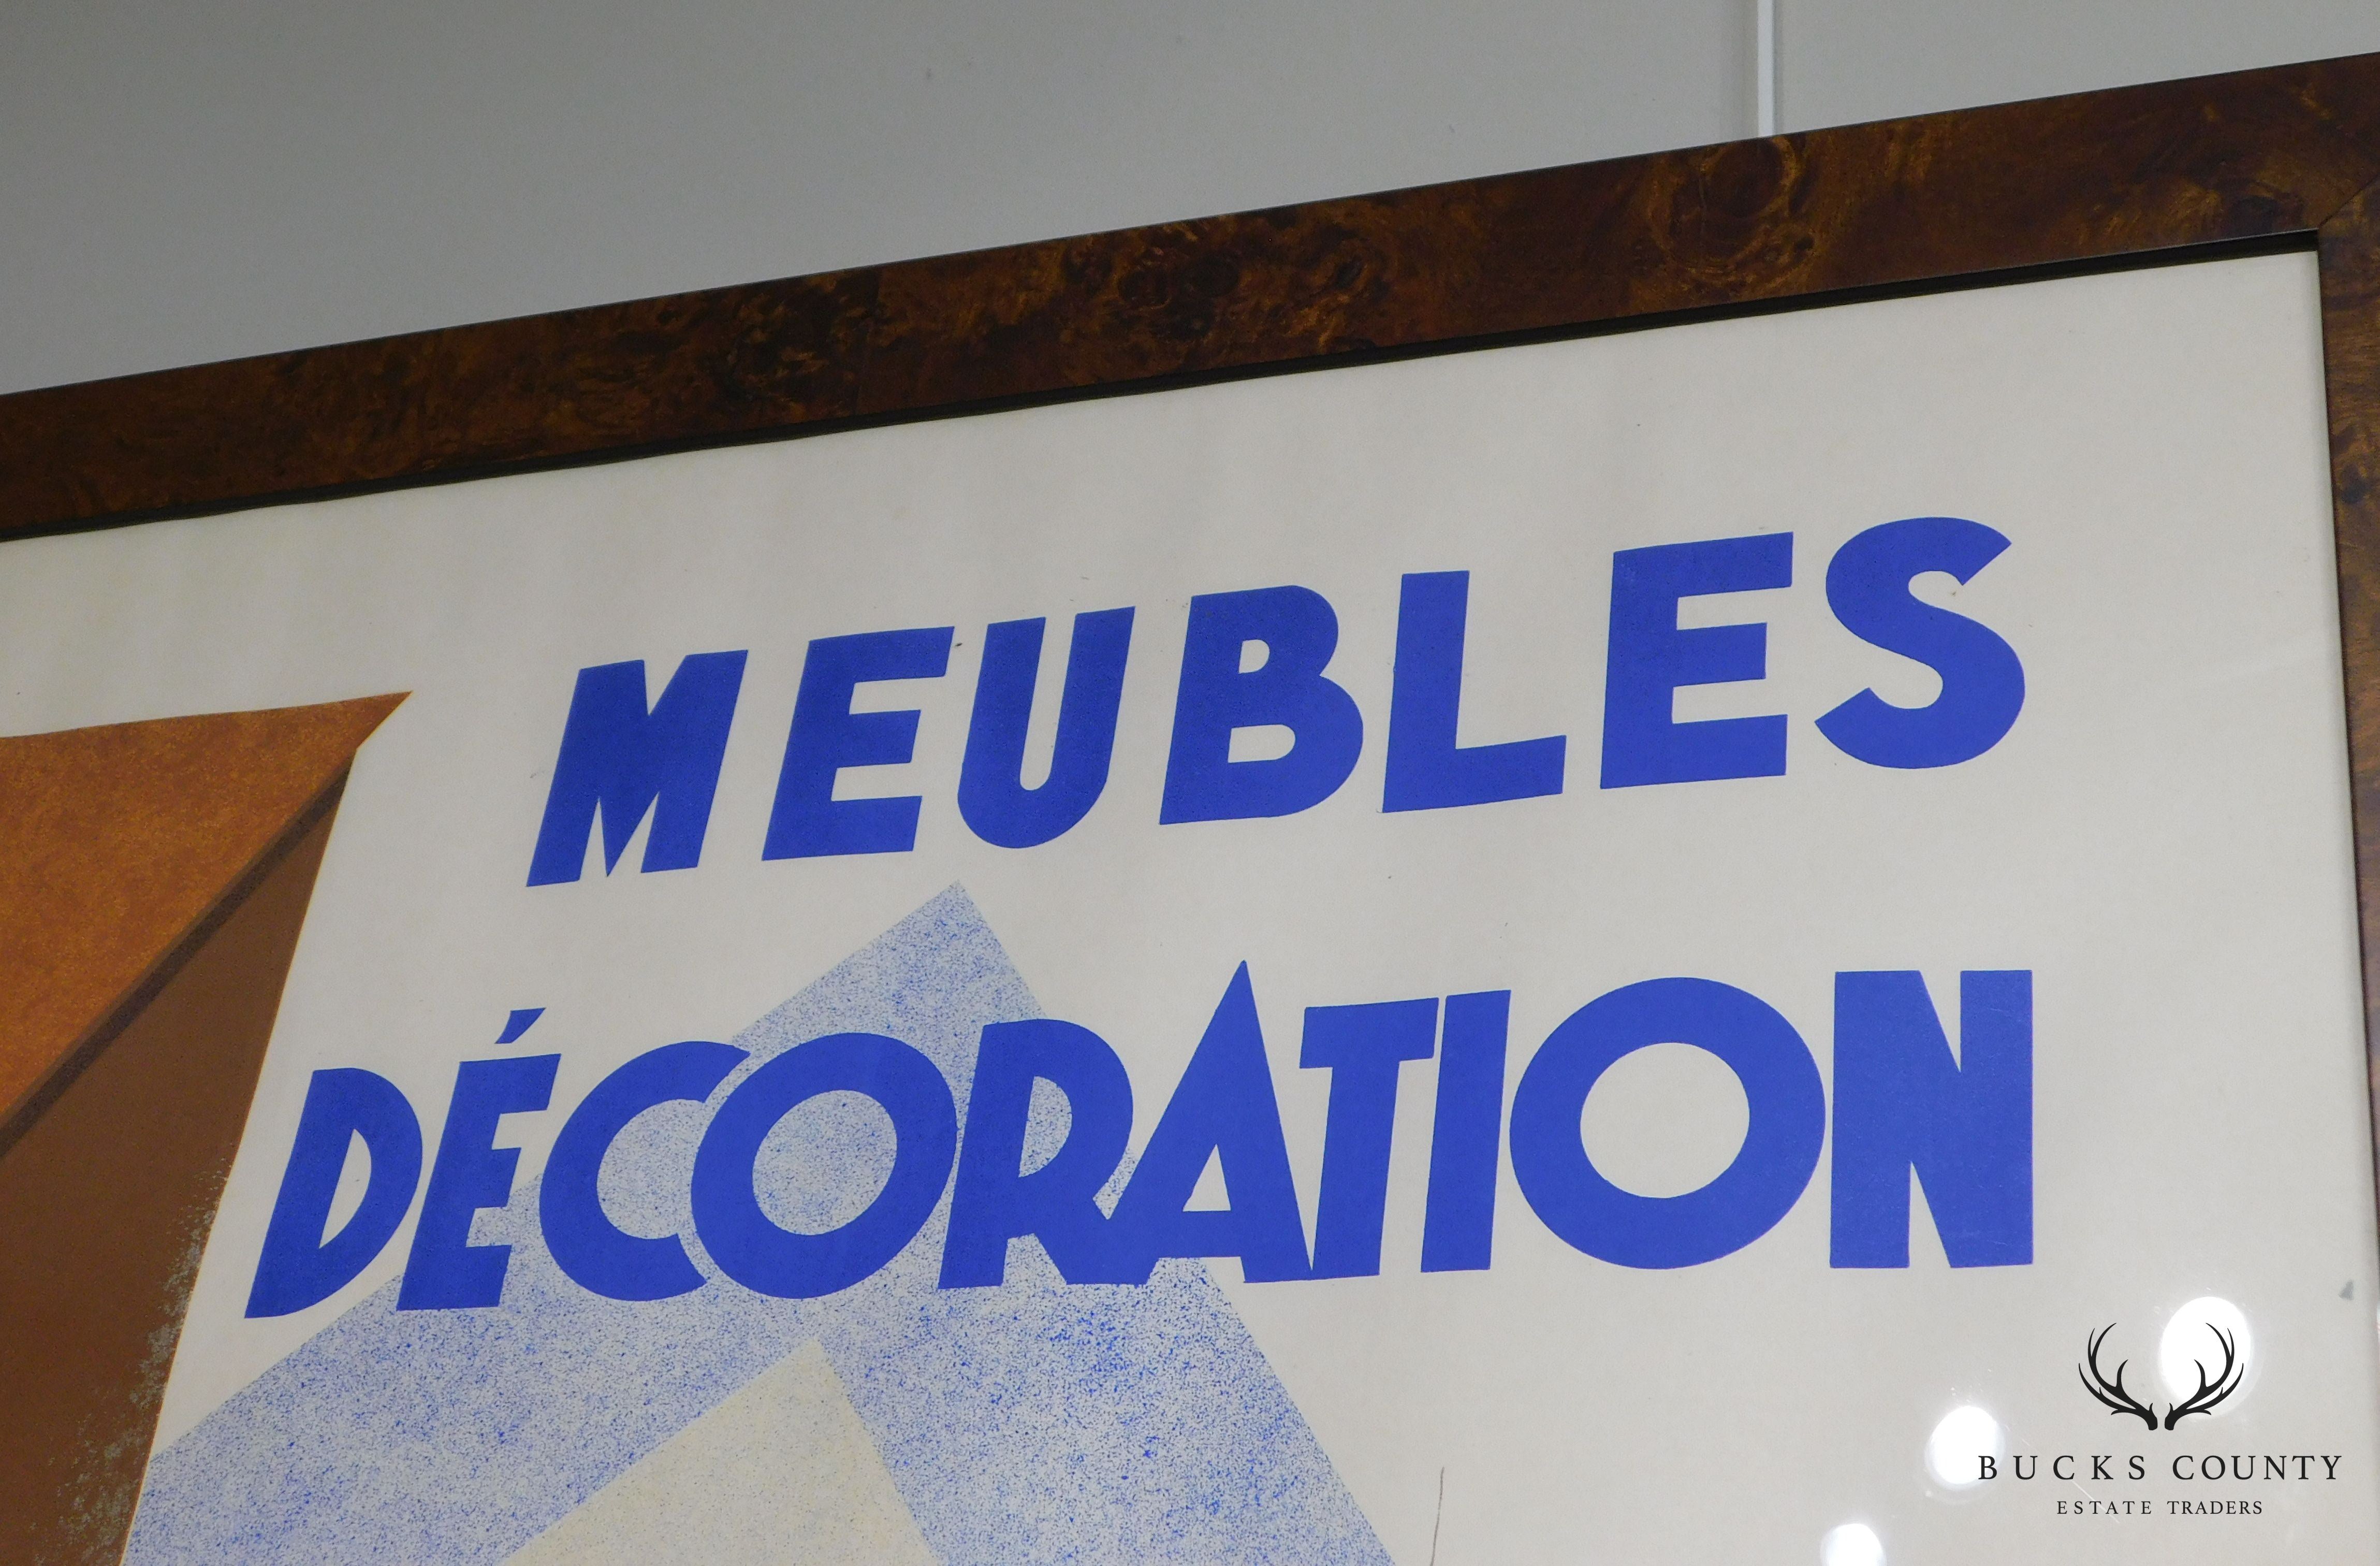 MEUBLES
DÉCORATION
BUCKS COUNTY
ESTATE TRADERS